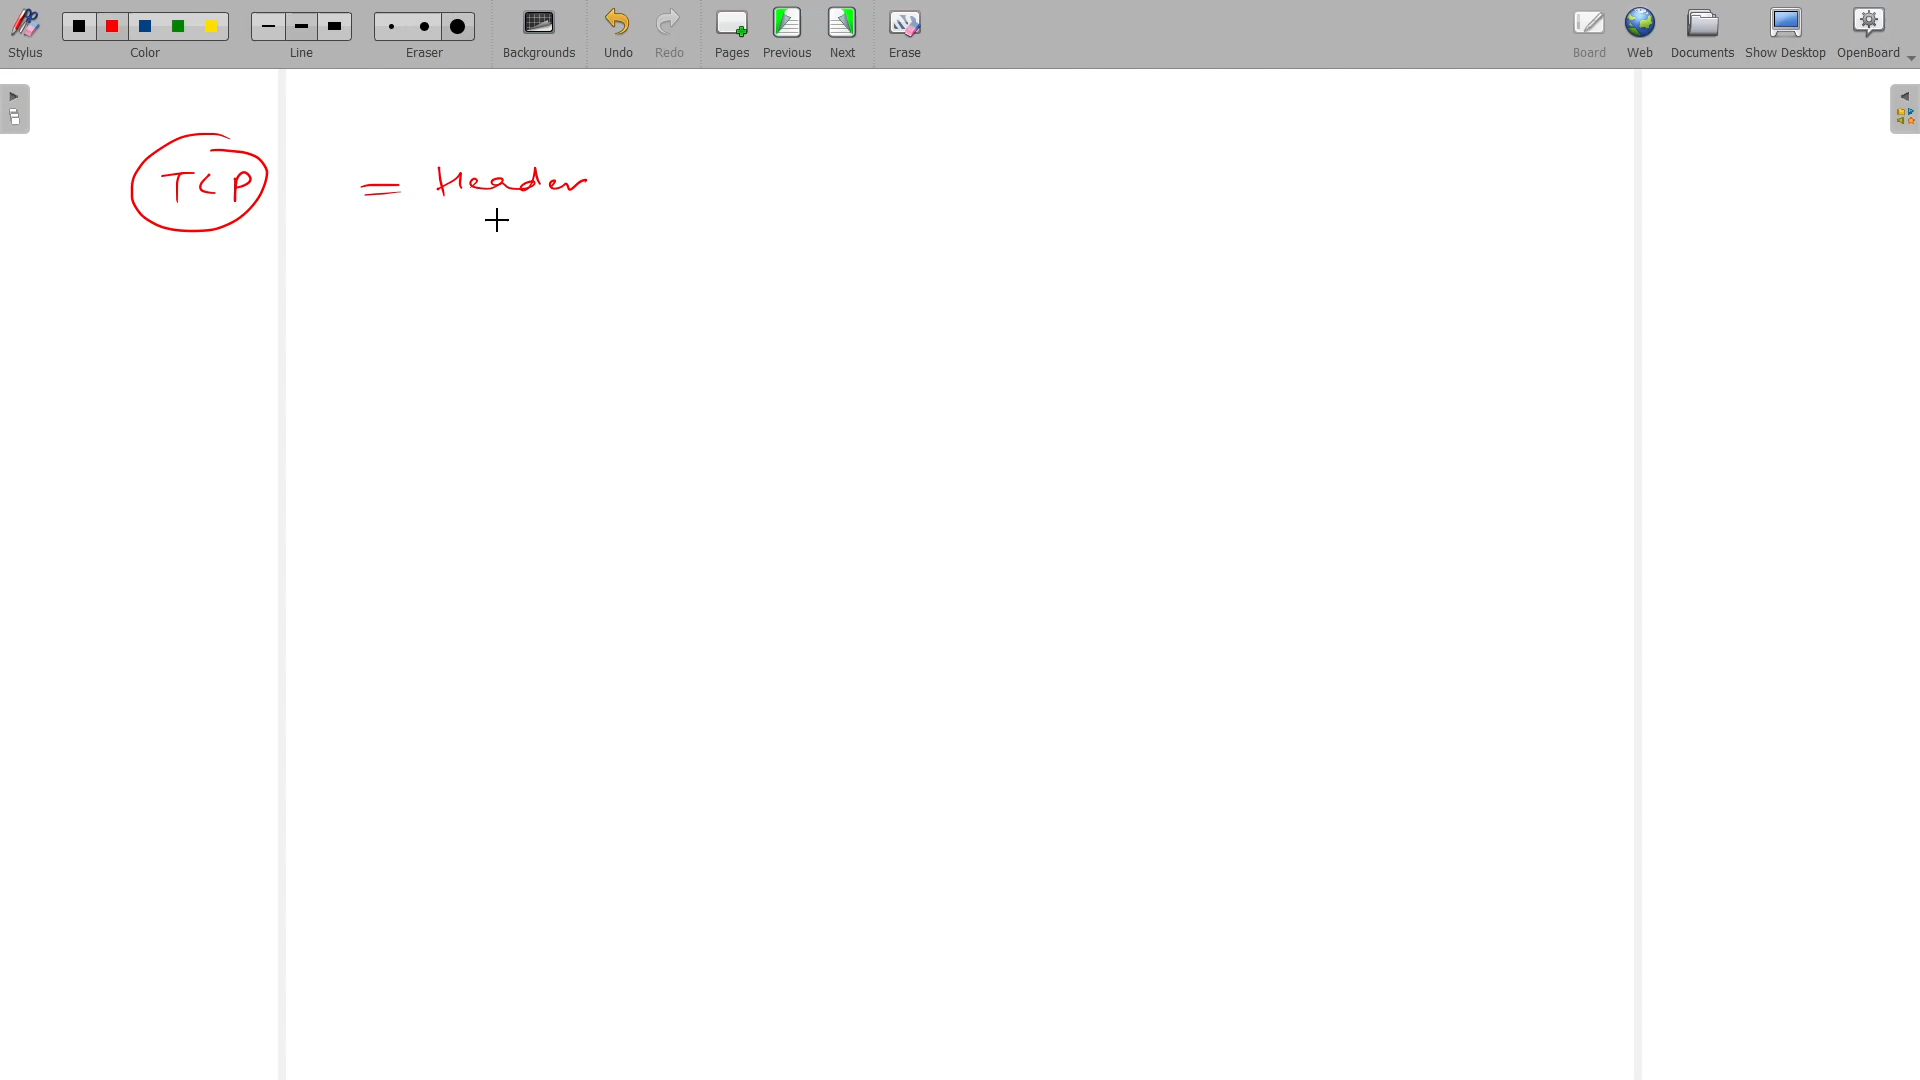 Stylus Color Line Eraser Backgrounds Undo Redo Pages Previous Next Erase Board Web Documents Show Desktop OpenBoard
TCP = Header